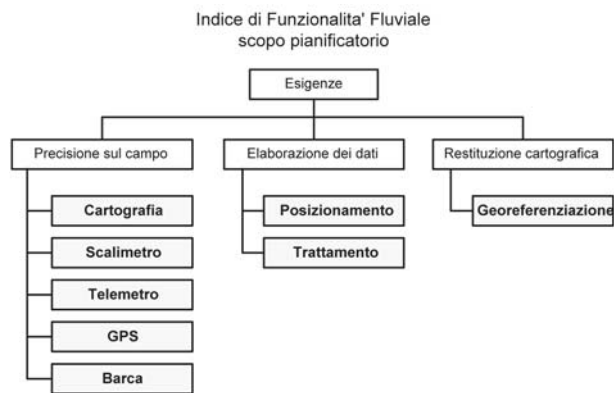 Indice di Funzionalita' Fluviale
scopo pianificatorio
Esigenze
Precisione sul campo
Elaborazione dei dati
Restituzione cartografica
Cartografia
Posizionamento
Georeferenziazione
Scalimetro
Trattamento
Telemetro
GPS
Barca